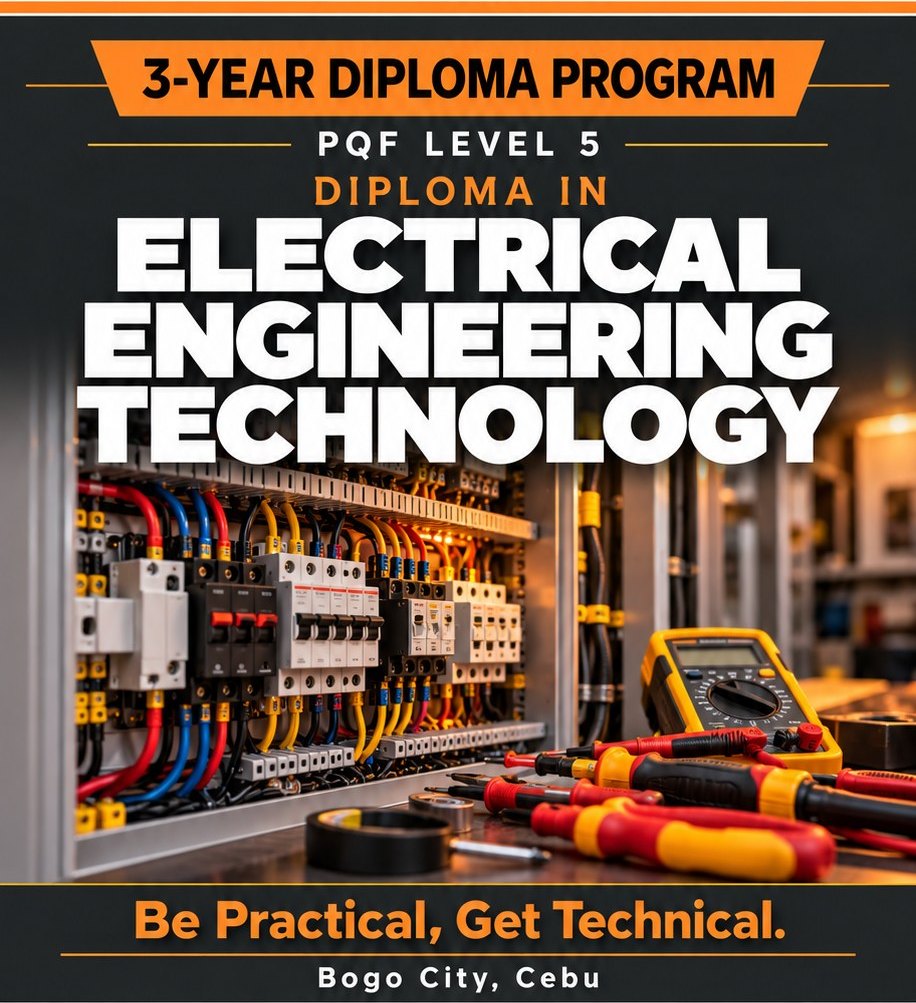 3-YEAR DIPLOMA PROGRAM
PQF LEVEL 5
DIPLOMA IN
ELECTRICAL
ENGINEERING
TECHNOLOGY
Be Practical, Get Technical.
Bogo City, Cebu